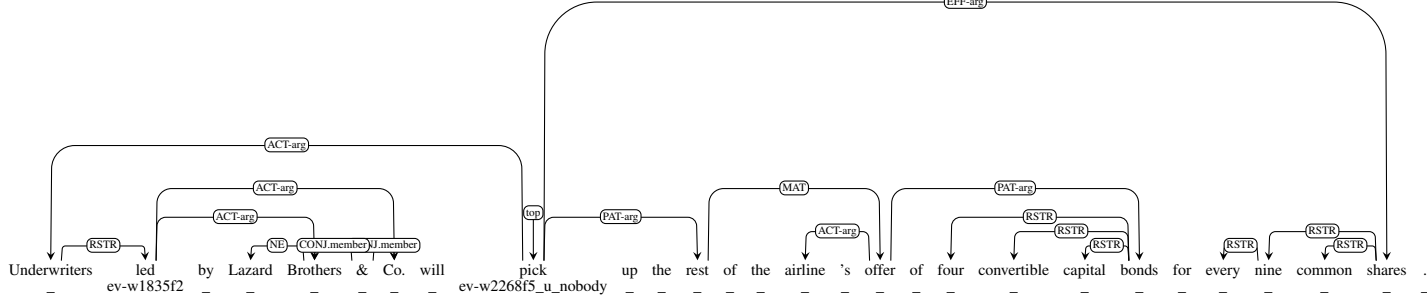 EFF-arg
ACT-arg
ACT-arg MAT PAT-arg
top
ACT-arg PAT-arg RSTR RSTR
ACT-arg RSTR
RSTR NE CONJ.member IJ.member RSTR RSTR RSTR
Underwriters led by Lazard Brothers & Co. will pick up the rest of the airline 's offer of four convertible capital bonds for every nine common shares .
_ ev-w1835f2 _ _ _ _ _ _ ev-w2268f5_u_nobody _ _ _ _ _ _ _ _ _ _ _ _ _ _ _ _ _ _ _